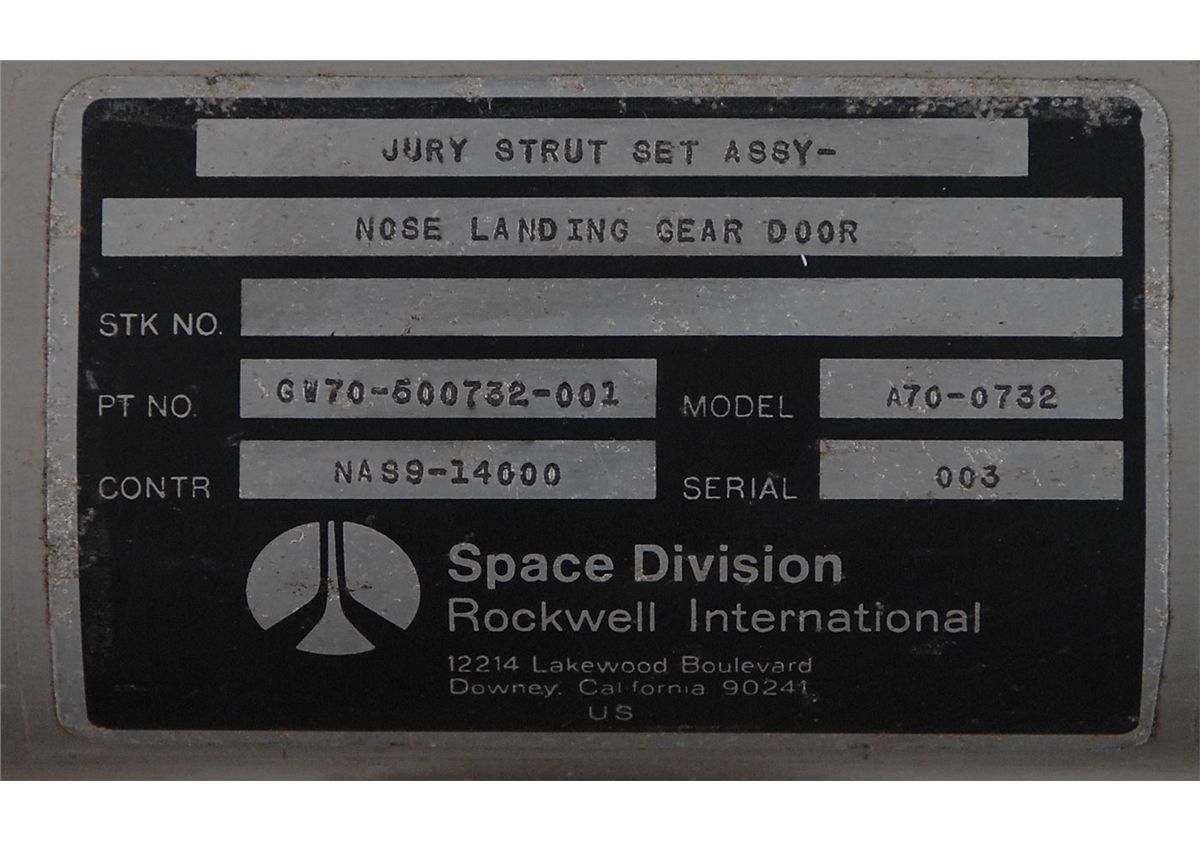 JURY STRUT SET ASSY-
NOSE LANDING GEAR DOOR
STK NO.
PT NO. GW70-500732-001 MODEL A70-0732
CONTR NAS9-14000 SERIAL 003
Space Division
Rockwell International
12214 Lakewood Boulevard
Downey, California 90241
US